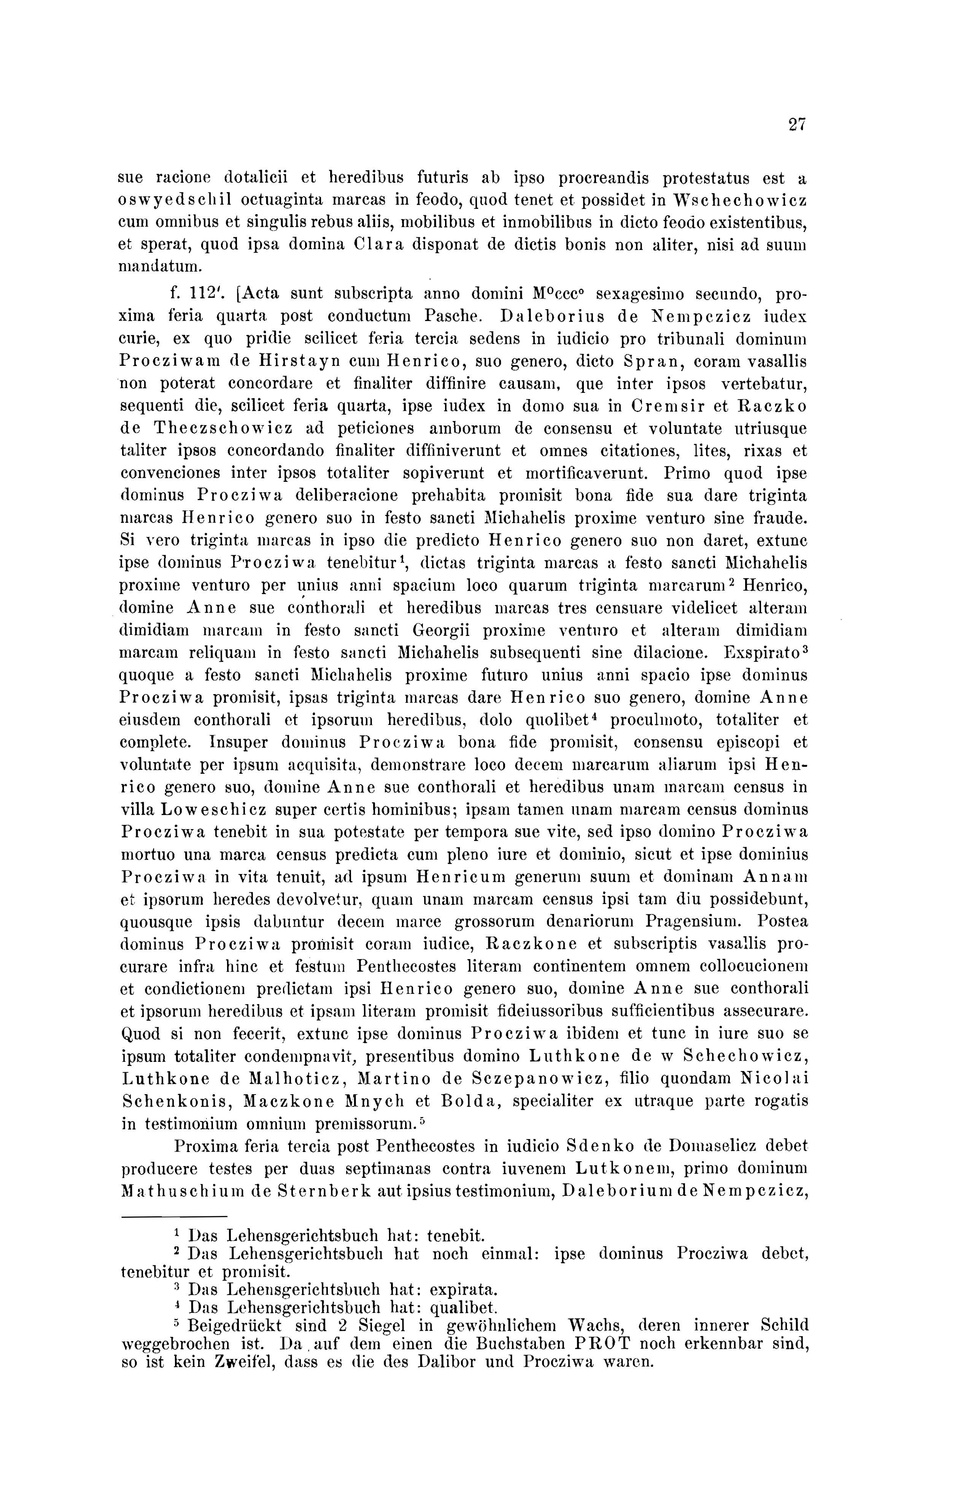 27
sue racione dotalicii et heredibus futuris ab ipso procreandis protestatus est a
oswyedschil octuaginta marcas in feodo, quod tenet et possidet in Wschechowicz
cum omnibus et singulis rebus aliis, mobilibus et inmobilibus in dicto feodo existentibus,
et sperat, quod ipsa domina Clara disponat de dictis bonis non aliter, nisi ad suum
mandatum.
f. 112'. [Acta sunt subscripta anno domini M⁰ccc⁰ sexagesimo secundo, pro-
xima feria quarta post conductum Pasche. Daleborius de Nempczicz iudex
curie, ex quo pridie scilicet feria tercia sedens in iudicio pro tribunali dominum
Procziwam de Hirstayn cum Henrico, suo genero, dicto Spran, coram vasallis
non poterat concordare et finaliter diffinire causam, que inter ipsos vertebatur,
sequenti die, scilicet feria quarta, ipse iudex in domo sua in Cremsir et Raczko
de Theczschowicz ad peticiones amborum de consensu et voluntate utriusque
taliter ipsos concordando finaliter diffiniverunt et omnes citationes, lites, rixas et
convenciones inter ipsos totaliter sopiverunt et mortificaverunt. Primo quod ipse
dominus Procziwa deliberacione prehabita promisit bona fide sua dare triginta
marcas Henrico genero suo in festo sancti Michahelis proxime venturo sine fraude.
Si vero triginta marcas in ipso die predicto Henrico genero suo non daret, extunc
ipse dominus Procziwa tenebitur¹, dictas triginta marcas a festo sancti Michahelis
proxime venturo per unius anni spacium loco quarum triginta marcarum² Henrico,
domine Anne sue conthorali et heredibus marcas tres censuare videlicet alteram
dimidiam marcam in festo sancti Georgii proxime venturo et alteram dimidiam
marcam reliquam in festo sancti Michahelis subsequenti sine dilacione. Exspirato³
quoque a festo sancti Michahelis proxime futuro unius anni spacio ipse dominus
Procziwa promisit, ipsas triginta marcas dare Henrico suo genero, domine Anne
eiusdem conthorali et ipsorum heredibus, dolo quolibet⁴ proculmoto, totaliter et
complete. Insuper dominus Procziwa bona fide promisit, consensu episcopi et
voluntate per ipsum acquisita, demonstrare loco decem marcarum aliarum ipsi Hen-
rico genero suo, domine Anne sue conthorali et heredibus unam marcam census in
villa Loweschicz super certis hominibus; ipsam tamen unam marcam census dominus
Procziwa tenebit in sua potestate per tempora sue vite, sed ipso domino Procziwa
mortuo una marca census predicta cum pleno iure et dominio, sicut et ipse dominius
Procziwa in vita tenuit, ad ipsum Henricum generum suum et dominam Annam
et ipsorum heredes devolvetur, quam unam marcam census ipsi tam diu possidebunt,
quousque ipsis dabuntur decem marce grossorum denariorum Pragensium. Postea
dominus Procziwa promisit coram iudice, Raczkone et subscriptis vasallis pro-
curare infra hinc et festum Penthecostes literam continentem omnem collocucionem
et condictionem predictam ipsi Henrico genero suo, domine Anne sue conthorali
et ipsorum heredibus et ipsam literam promisit fideiussoribus sufficientibus assecurare.
Quod si non fecerit, extunc ipse dominus Procziwa ibidem et tunc in iure suo se
ipsum totaliter condempnavit, presentibus domino Luthkone de w Schechowicz,
Luthkone de Malhoticz, Martino de Sczepanowicz, filio quondam Nicolai
Schenkonis, Maczkone Mnych et Bolda, specialiter ex utraque parte rogatis
in testimonium omnium premissorum.⁵
Proxima feria tercia post Penthecostes in iudicio Sdenko de Domaselicz debet
producere testes per duas septimanas contra iuvenem Lutkonem, primo dominum
Mathuschium de Sternberk aut ipsius testimonium, Daleborium de Nempczicz,
¹ Das Lehensgerichtsbuch hat: tenebit.
² Das Lehensgerichtsbuch hat noch einmal: ipse dominus Procziwa debet,
tenebitur et promisit.
³ Das Lehensgerichtsbuch hat: expirata.
⁴ Das Lehensgerichtsbuch hat: qualibet.
⁵ Beigedrückt sind 2 Siegel in gewöhnlichem Wachs, deren innerer Schild
weggebrochen ist. Da auf dem einen die Buchstaben PROT noch erkennbar sind,
so ist kein Zweifel, dass es die des Dalibor und Procziwa waren.